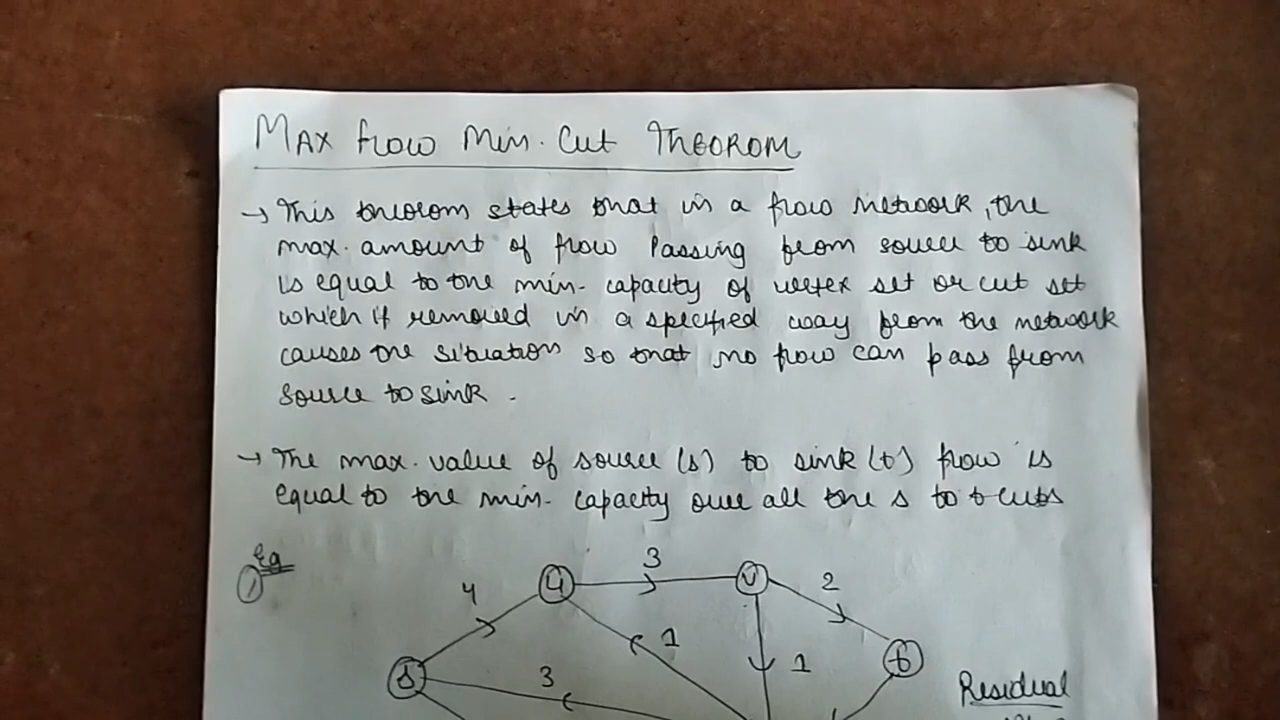 MAX flow Min. Cut THEOROM
→ This theorom states that in a flow network, the
max. amount of flow Passing from source to sink
is equal to the min. capacity of vertex set or cut set
which if removed in a specified way from the network
causes the situation so that no flow can pass from
source to sink.
→ The max. value of source (s) to sink (t) flow is
equal to the min. capacity over all the s to t cuts
Eg
1)
3
4 u v 2
1 1 t
s 3
Residual